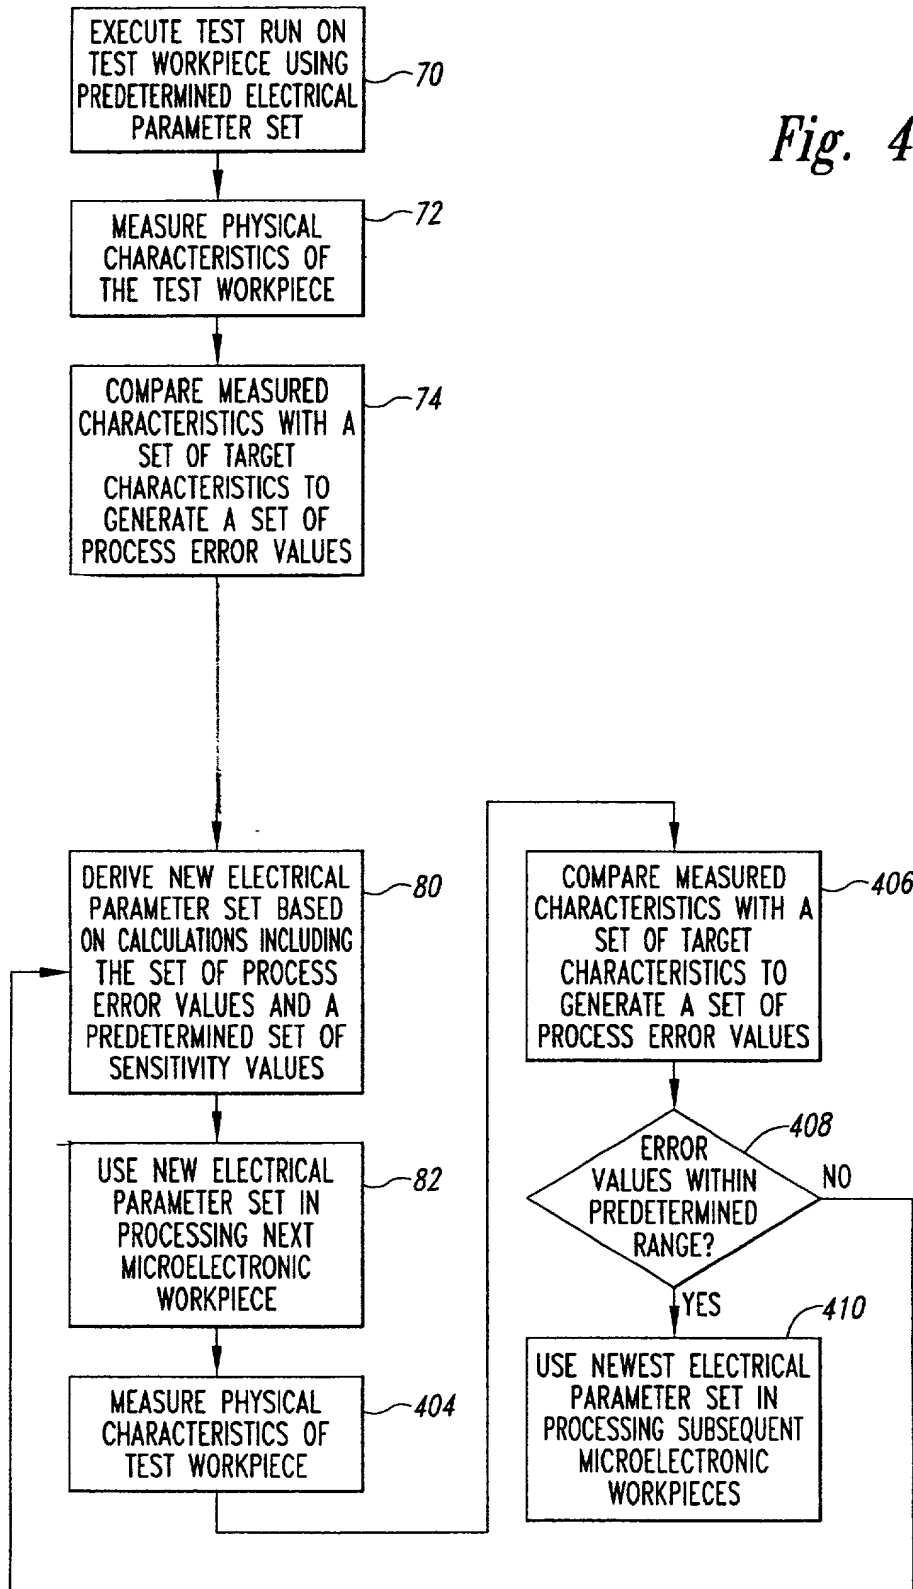 EXECUTE TEST RUN ON
TEST WORKPIECE USING
PREDETERMINED ELECTRICAL
PARAMETER SET
70
Fig. 4
MEASURE PHYSICAL
CHARACTERISTICS OF
THE TEST WORKPIECE
72
COMPARE MEASURED
CHARACTERISTICS WITH A
SET OF TARGET
CHARACTERISTICS TO
GENERATE A SET OF
PROCESS ERROR VALUES
74
DERIVE NEW ELECTRICAL
PARAMETER SET BASED
ON CALCULATIONS INCLUDING
THE SET OF PROCESS
ERROR VALUES AND A
PREDETERMINED SET OF
SENSITIVITY VALUES
80
USE NEW ELECTRICAL
PARAMETER SET IN
PROCESSING NEXT
MICROELECTRONIC
WORKPIECE
82
MEASURE PHYSICAL
CHARACTERISTICS OF
TEST WORKPIECE
404
COMPARE MEASURED
CHARACTERISTICS WITH A
SET OF TARGET
CHARACTERISTICS TO
GENERATE A SET OF
PROCESS ERROR VALUES
406
ERROR
VALUES WITHIN
PREDETERMINED
RANGE?
408
NO
YES
USE NEWEST ELECTRICAL
PARAMETER SET IN
PROCESSING SUBSEQUENT
MICROELECTRONIC
WORKPIECES
410